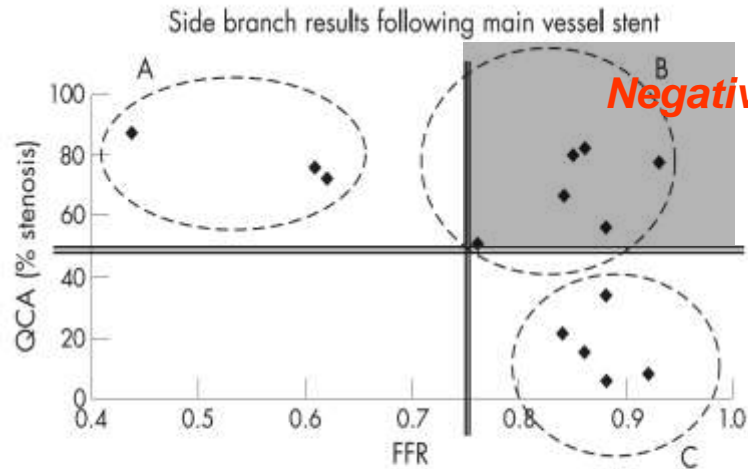 Side branch results following main vessel stent
A
B
Negativ
100
80
60
40
20
0
QCA (% stenosis)
0.4
0.5
0.6
0.7
0.8
0.9
1.0
FFR
C